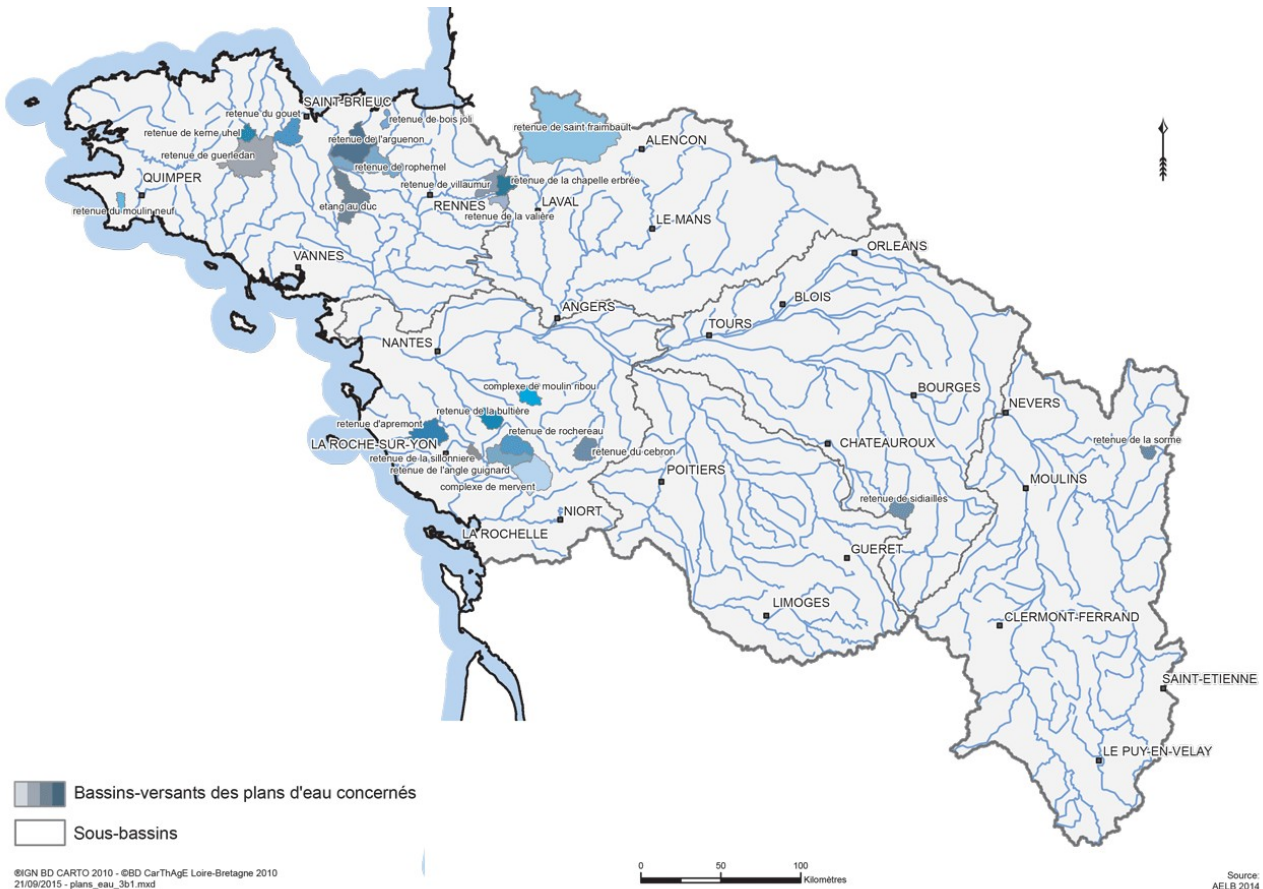 SAINT-BRIEUC
retenue du gouet
retenue de bois joli
retenue de kerne uhel
retenue de l'arguenon
retenue de saint fraimbault
ALENCON
retenue de guerledan
retenue de rophemel
QUIMPER
retenue de villaumur
retenue de la chapelle erbrée
retenue du moulin neuf
etang au duc
RENNES
LAVAL
retenue de la valière
LE MANS
VANNES
ORLEANS
BLOIS
ANGERS
TOURS
NANTES
complexe de moulin ribou
BOURGES
NEVERS
retenue de la bultière
retenue d'apremont
retenue de rochereau
LA ROCHE-SUR-YON
CHATEAUROUX
retenue de la sorme
retenue du cebron
retenue de la sillonniere
retenue de l'angle guignard
POITIERS
complexe de mervent
MOULINS
retenue de sidiailles
NIORT
LA ROCHELLE
GUERET
LIMOGES
CLERMONT-FERRAND
SAINT-ETIENNE
LE PUY-EN-VELAY
Bassins-versants des plans d'eau concernés
Sous-bassins
©IGN BD CARTO 2010 - ©BD CarThAgE Loire-Bretagne 2010
21/09/2015 - plans_eau_3b1.mxd
0 50 100
Kilomètres
Source:
AELB 2014